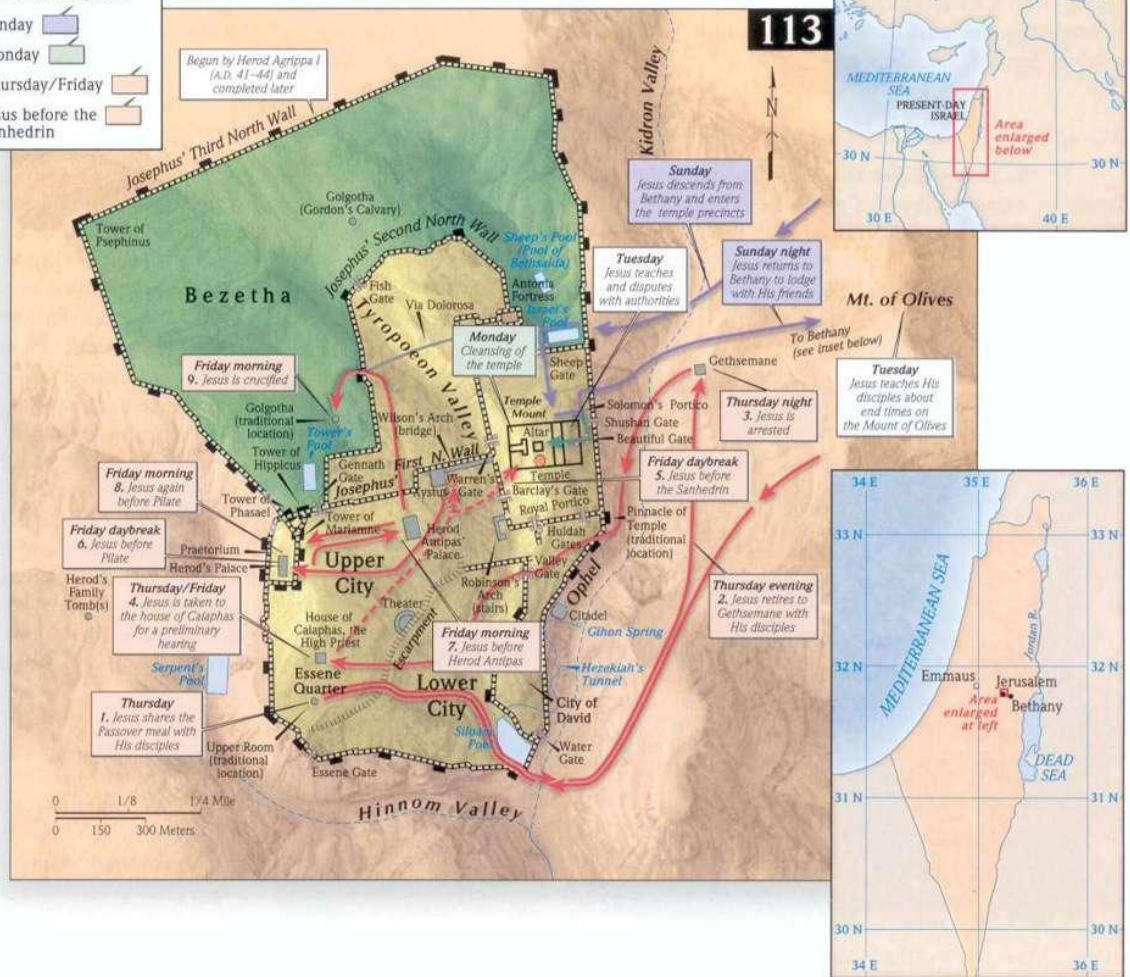 113
Begun by Herod Agrippa I
(A.D. 41–44) and
completed later
Josephus' Third North Wall
Kidron Valley
N
Tower of
Psephinus
Golgotha
(Gordon's Calvary)
Josephus' Second North Wall
Sheep's Pool
(Pool of
Bethsaida)
Antonia
Fortress
Israel's
Pool
Bezetha
Fish
Gate
Via Dolorosa
Tyropoeon Valley
Sunday
Jesus descends from
Bethany and enters
the temple precincts
Sunday night
Jesus returns to
Bethany to lodge
with His friends
Tuesday
Jesus teaches
and disputes
with authorities
Monday
Cleansing of
the temple
Mt. of Olives
To Bethany
(see inset below)
Tuesday
Jesus teaches His
disciples about
end times on
the Mount of Olives
Gethsemane
Thursday night
3. Jesus is
arrested
Sheep
Gate
Friday morning
9. Jesus is crucified
Golgotha
(traditional
location)
Tower's
Pool
Tower of
Hippicus
Wilson's Arch
(bridge)
Temple
Mount
Altar
Solomon's Portico
Shushan Gate
Beautiful Gate
Temple
Gennath
Gate
Josephus' First N. Wall
Xystus
Warren's
Gate
Barclay's Gate
Royal Portico
Friday daybreak
5. Jesus before
the Sanhedrin
Friday morning
8. Jesus again
before Pilate
Tower of
Phasael
Tower of
Mariamne
Herod
Antipas'
Palace
Huldah
Gates
Pinnacle of
Temple
(traditional
location)
Friday daybreak
6. Jesus before
Pilate
Praetorium
Herod's Palace
Upper
City
Robinson's
Arch
(stairs)
Valley
Gate
Ophel
Herod's
Family
Tomb(s)
Thursday/Friday
4. Jesus is taken to
the house of Caiaphas
for a preliminary
hearing
House of
Caiaphas, the
High Priest
Theater
Escarpment
Citadel
Gihon Spring
Thursday evening
2. Jesus retires to
Gethsemane with
His disciples
Friday morning
7. Jesus before
Herod Antipas
Serpent's
Pool
Essene
Quarter
Lower
City
Hezekiah's
Tunnel
City of
David
Thursday
1. Jesus shares the
Passover meal with
His disciples
Upper Room
(traditional
location)
Essene Gate
Siloam
Pool
Water
Gate
Hinnom Valley
0 1/8 1/4 Mile
0 150 300 Meters
MEDITERRANEAN
SEA
PRESENT-DAY
ISRAEL
Area
enlarged
below
30 N
30 N
30 E
40 E
34 E
35 E
36 E
33 N
33 N
MEDITERRANEAN SEA
Jordan R.
32 N
32 N
Emmaus
Jerusalem
Area
enlarged
at left
Bethany
DEAD
SEA
31 N
31 N
30 N
30 N
34 E
36 E